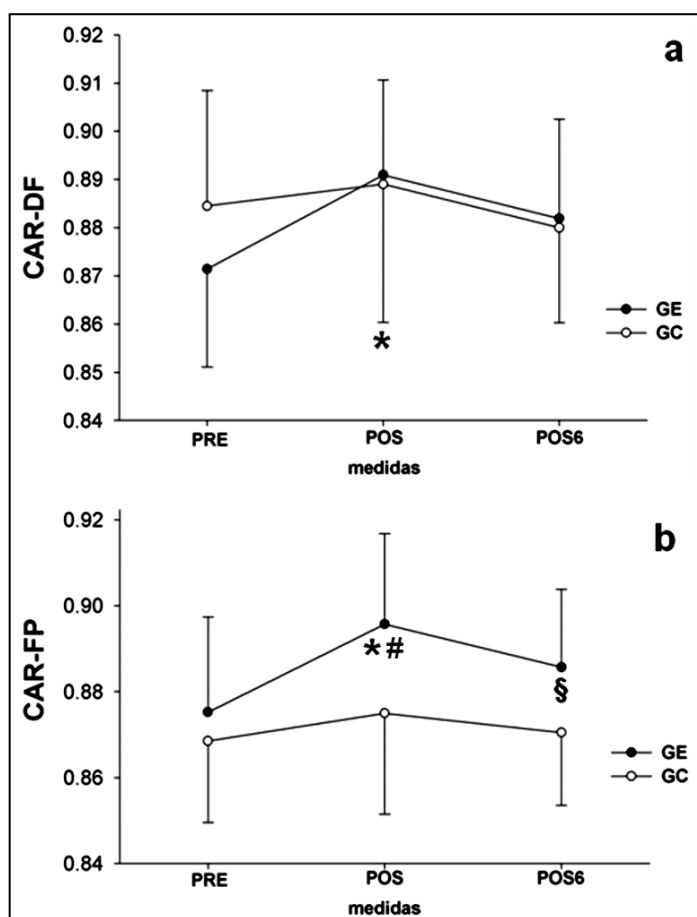 a
0.92
0.91
0.90
0.89
0.88
0.87
0.86
0.85
0.84
CAR-DF
*
GE
GC
PRE POS POS6
medidas
b
0.92
0.90
0.88
0.86
0.84
CAR-FP
*#
§
GE
GC
PRE POS POS6
medidas